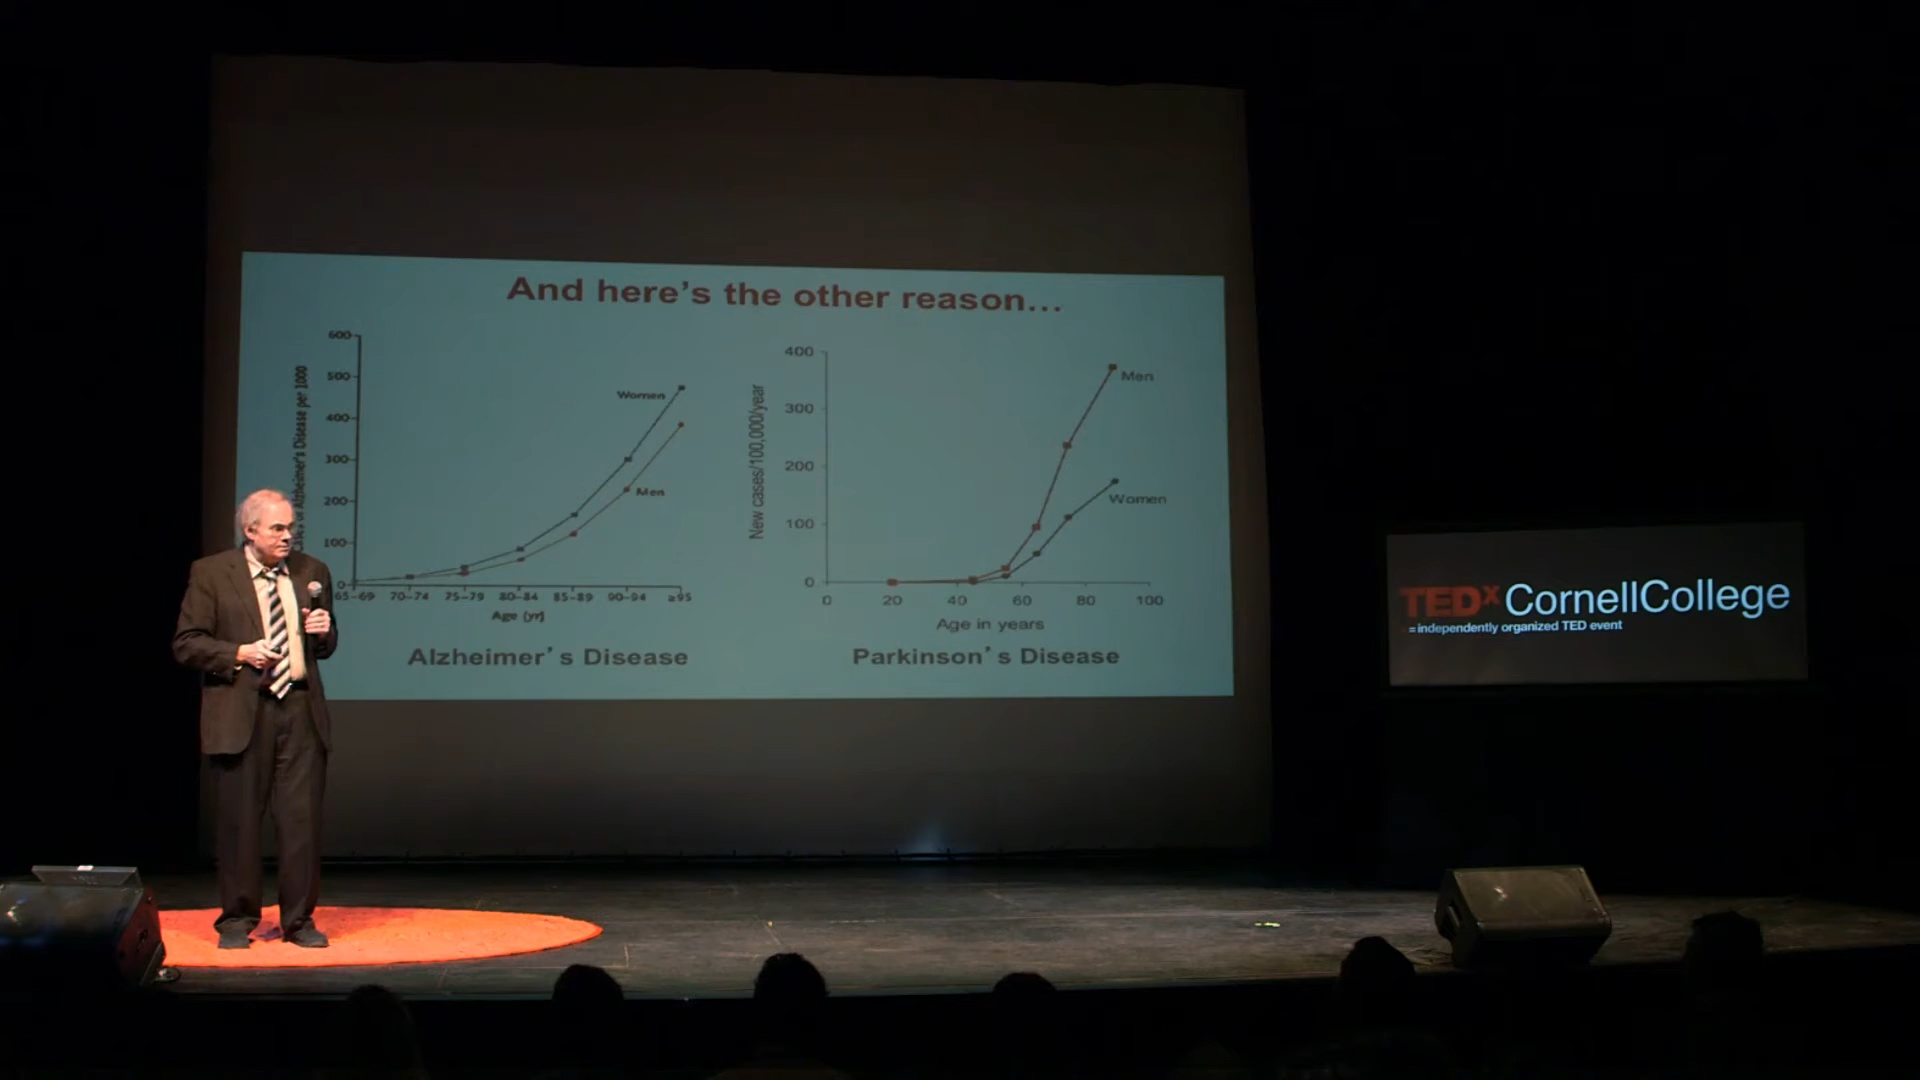 And here's the other reason...
600
500
400
300
200
100
0
Cases of Alzheimer's Disease per 1000
Women
Men
65-69 70-74 75-79 80-84 85-89 90-94 ≥95
Age (yr)
Alzheimer's Disease
400
300
200
100
0
New cases/100,000/year
Men
Women
0 20 40 60 80 100
Age in years
Parkinson's Disease
TEDx CornellCollege
= independently organized TED event